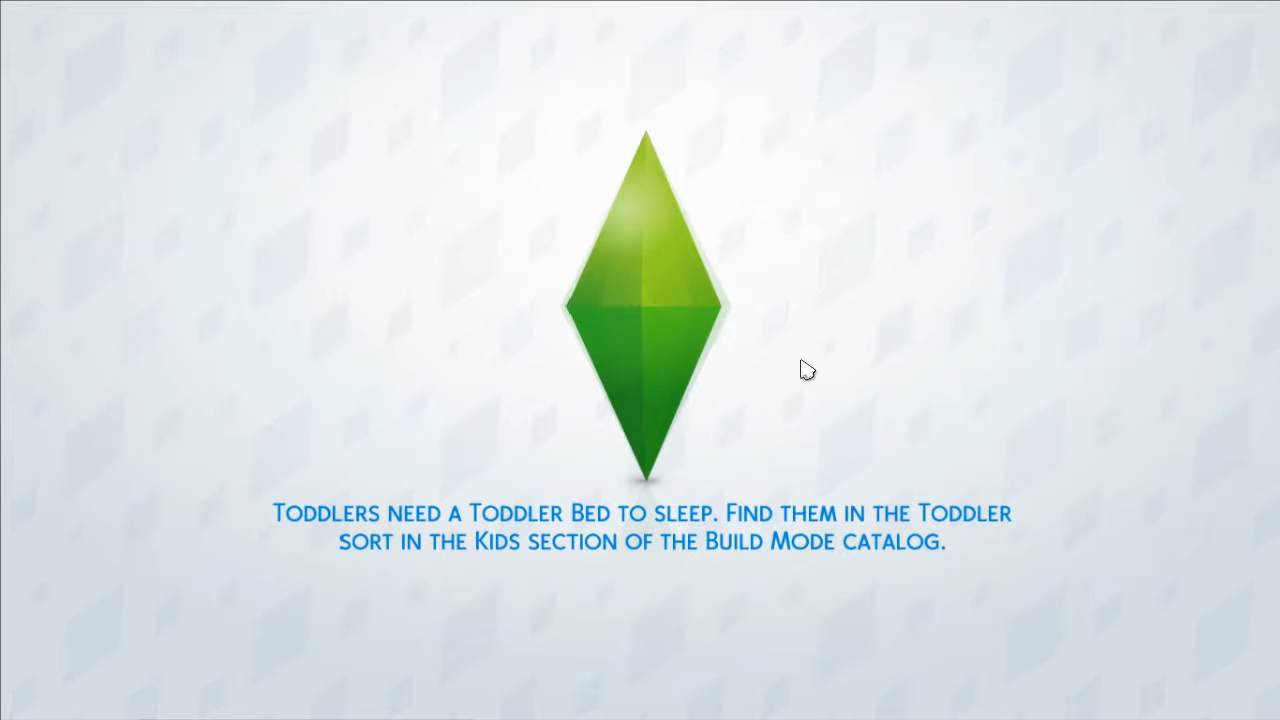 Toddlers need a Toddler Bed to sleep. Find them in the Toddler
sort in the Kids section of the Build Mode catalog.